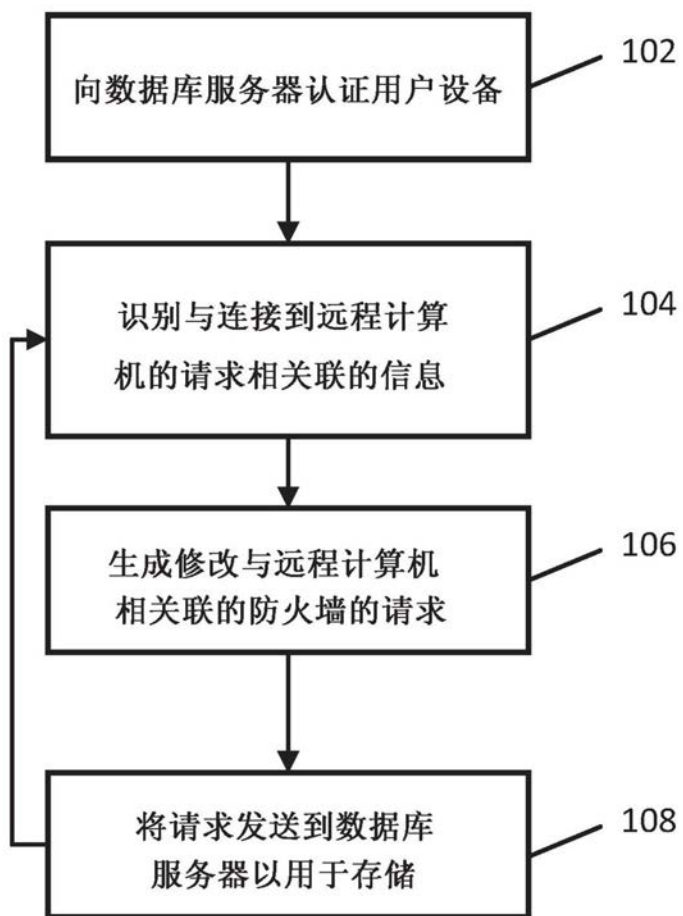 向数据库服务器认证用户设备
102
识别与连接到远程计算
机的请求相关联的信息
104
生成修改与远程计算机
相关联的防火墙的请求
106
将请求发送到数据库
服务器以用于存储
108